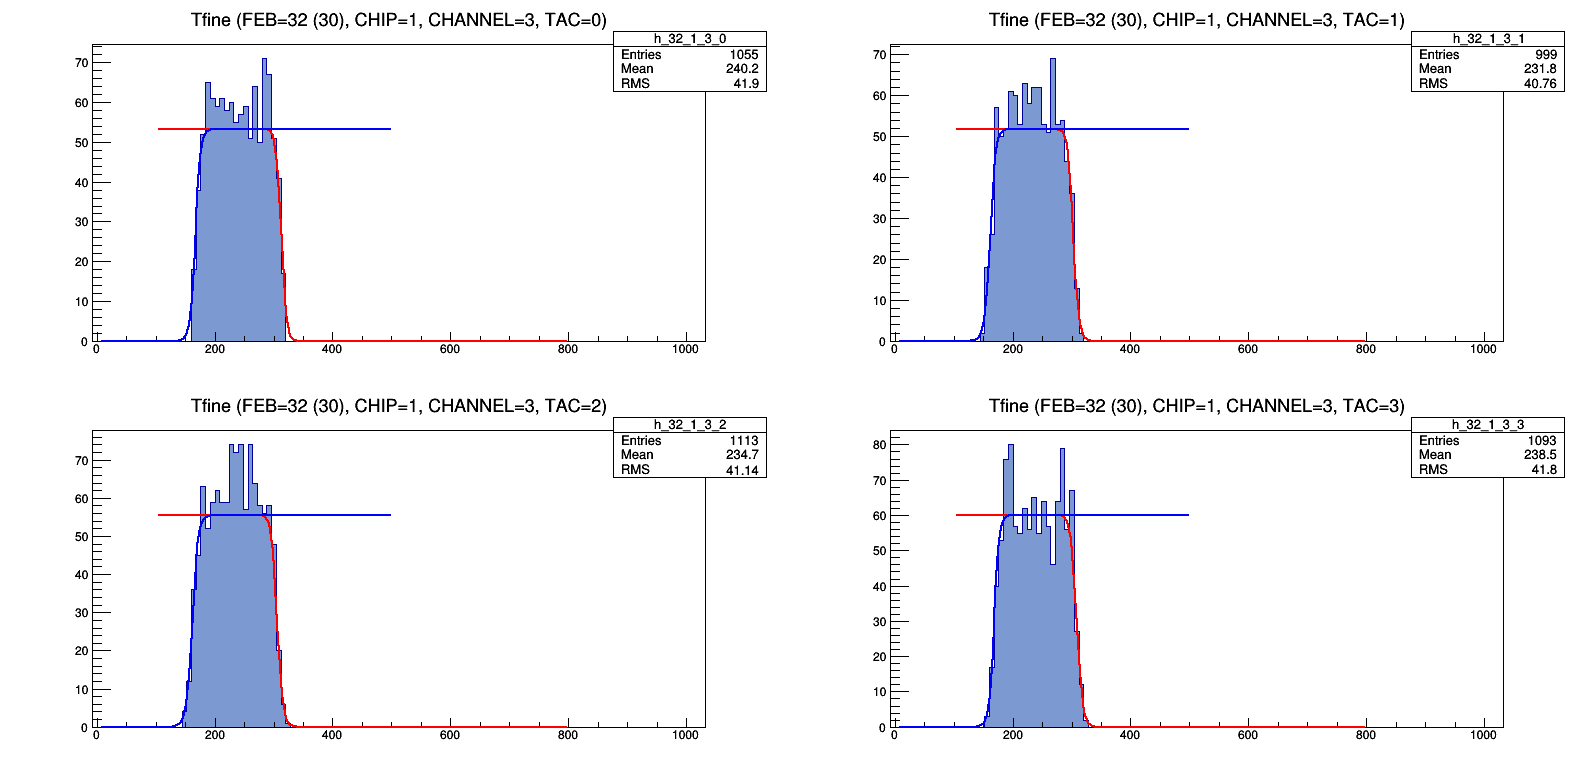 Tfine (FEB=32 (30), CHIP=1, CHANNEL=3, TAC=0)
h_32_1_3_0
Entries 1055
Mean 240.2
RMS 41.9
70
60
50
40
30
20
10
0
0 200 400 600 800 1000
Tfine (FEB=32 (30), CHIP=1, CHANNEL=3, TAC=1)
h_32_1_3_1
Entries 999
Mean 231.8
RMS 40.76
70
60
50
40
30
20
10
0
0 200 400 600 800 1000
Tfine (FEB=32 (30), CHIP=1, CHANNEL=3, TAC=2)
h_32_1_3_2
Entries 1113
Mean 234.7
RMS 41.14
70
60
50
40
30
20
10
0
0 200 400 600 800 1000
Tfine (FEB=32 (30), CHIP=1, CHANNEL=3, TAC=3)
h_32_1_3_3
Entries 1093
Mean 238.5
RMS 41.8
80
70
60
50
40
30
20
10
0
0 200 400 600 800 1000